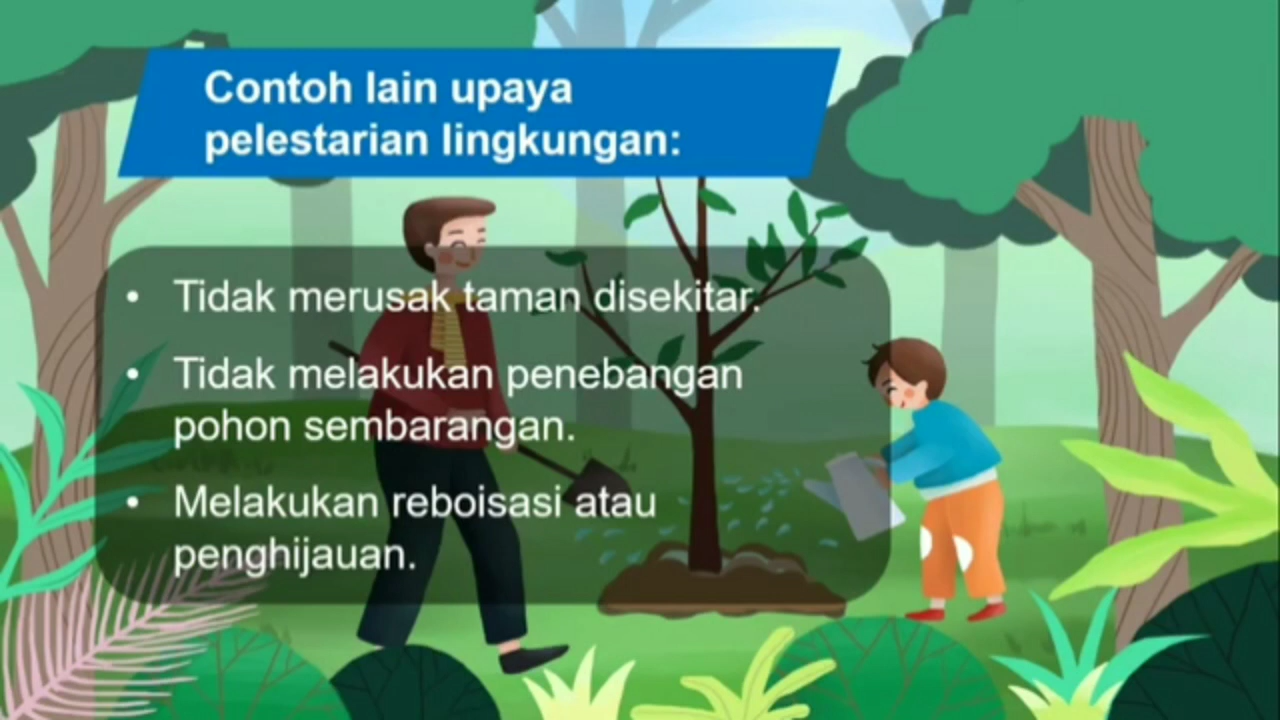 Contoh lain upaya
pelestarian lingkungan:
• Tidak merusak taman disekitar.
• Tidak melakukan penebangan
pohon sembarangan.
• Melakukan reboisasi atau
penghijauan.